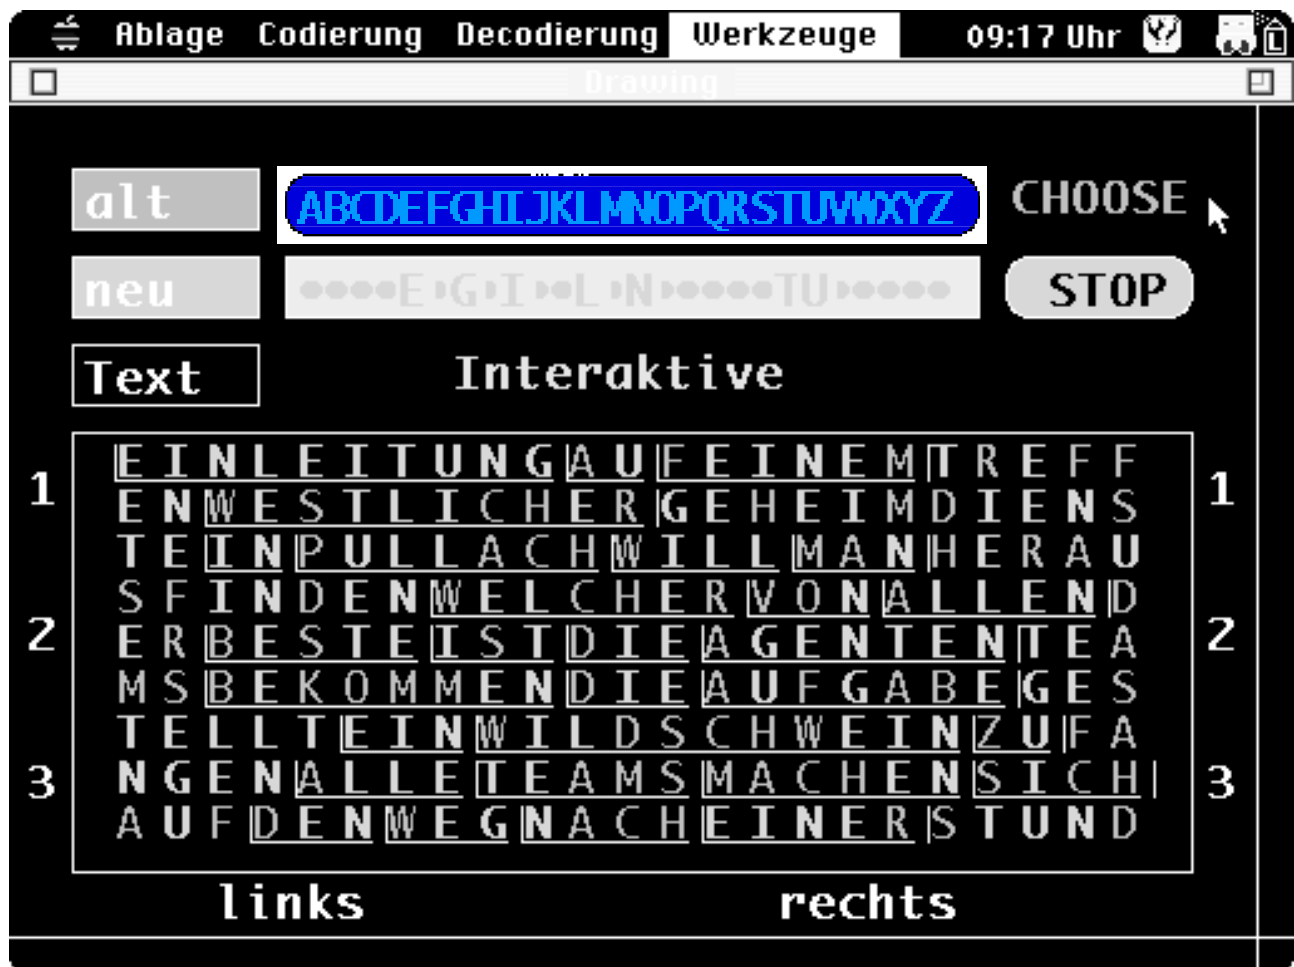 Ablage Codierung Decodierung Werkzeuge 09:17 Uhr
Drawing
alt ABCDEFGHIJKLMNOPQRSTUVWXYZ CHOOSE
neu ●●●●E●G●I●●L●N●●●●●TU●●●●● STOP
Text Interaktive
EINLEITUNGAUFEINEMTREFF
1 ENWESTLICHERGEHEIMDIENS 1
TEINPULLACHWILLMANHERAU
SFINDENWELCHERVONALLEND
2 ERBESTEISTDIEAGENTENTEA 2
MSBEKOMMENDIEAUFGABEGES
TELLTEINWILDSCHWEINZUFA
3 NGENALLETEAMSMACHENSICH 3
AUFDENWEGNACHEINERSTUND
links rechts